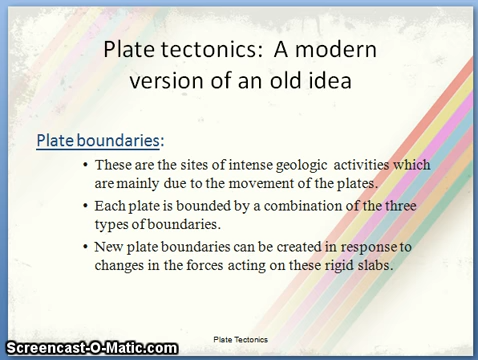 Plate tectonics: A modern
version of an old idea
Plate boundaries:
• These are the sites of intense geologic activities which
are mainly due to the movement of the plates.
• Each plate is bounded by a combination of the three
types of boundaries.
• New plate boundaries can be created in response to
changes in the forces acting on these rigid slabs.
Plate Tectonics
Screencast-O-Matic.com